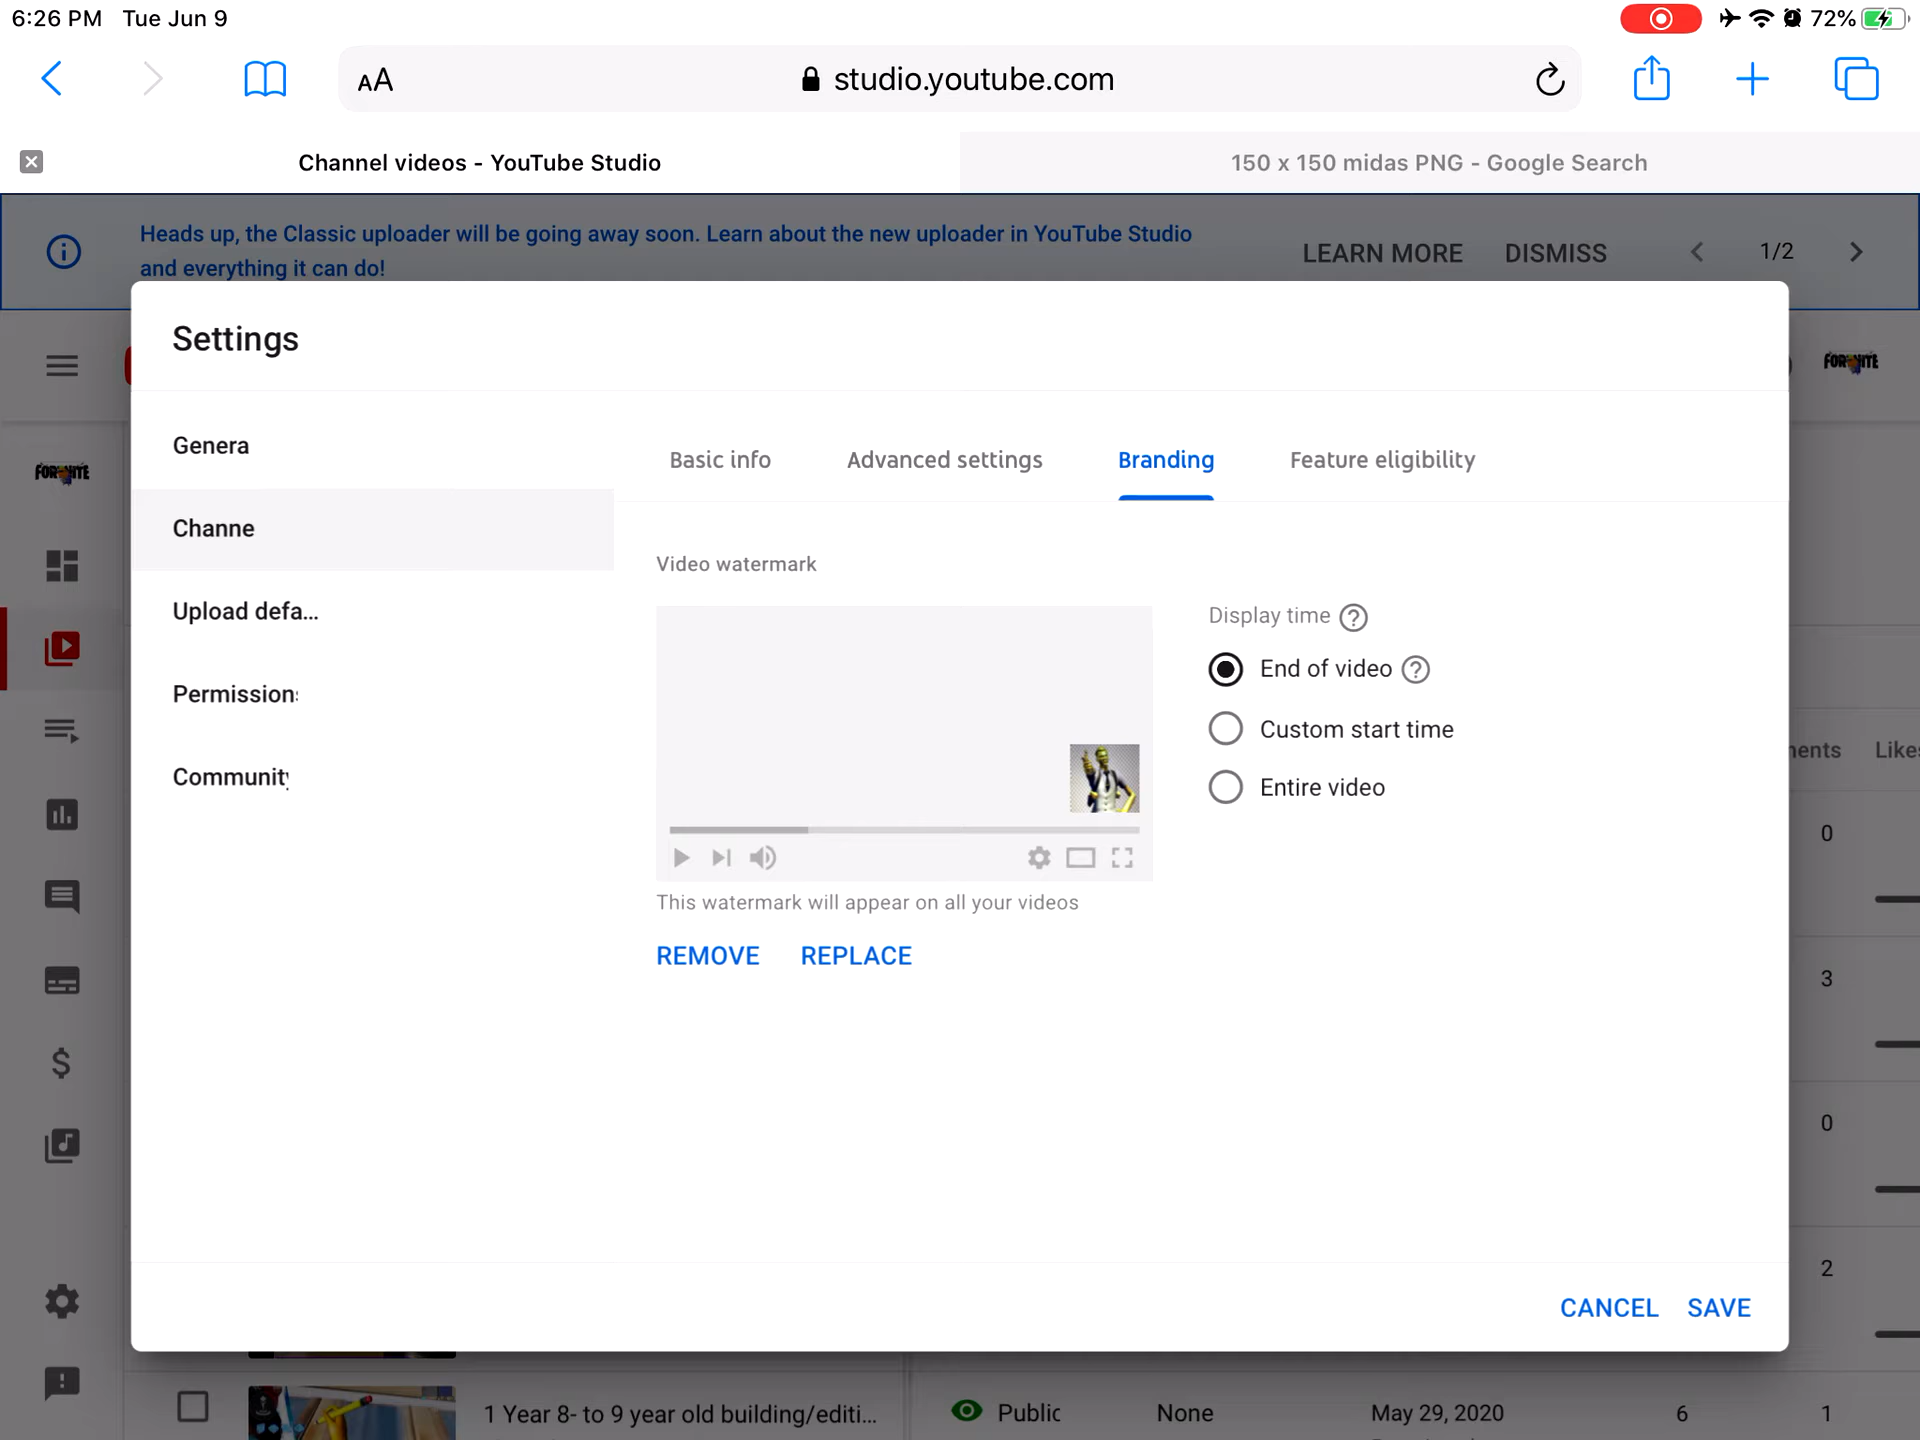 6:26 PM Tue Jun 9
72%
AA
studio.youtube.com
Channel videos - YouTube Studio
150 x 150 midas PNG - Google Search
Heads up, the Classic uploader will be going away soon. Learn about the new uploader in YouTube Studio
and everything it can do!
LEARN MORE
DISMISS
1/2
Settings
Genera
Channe
Upload defa...
Permission
Community
Basic info
Advanced settings
Branding
Feature eligibility
Video watermark
Display time
End of video
Custom start time
Entire video
This watermark will appear on all your videos
REMOVE
REPLACE
CANCEL
SAVE
FORTNITE
FORTNITE
ments
Likes
0
3
0
2
1 Year 8- to 9 year old building/editi...
Public
None
May 29, 2020
6
1